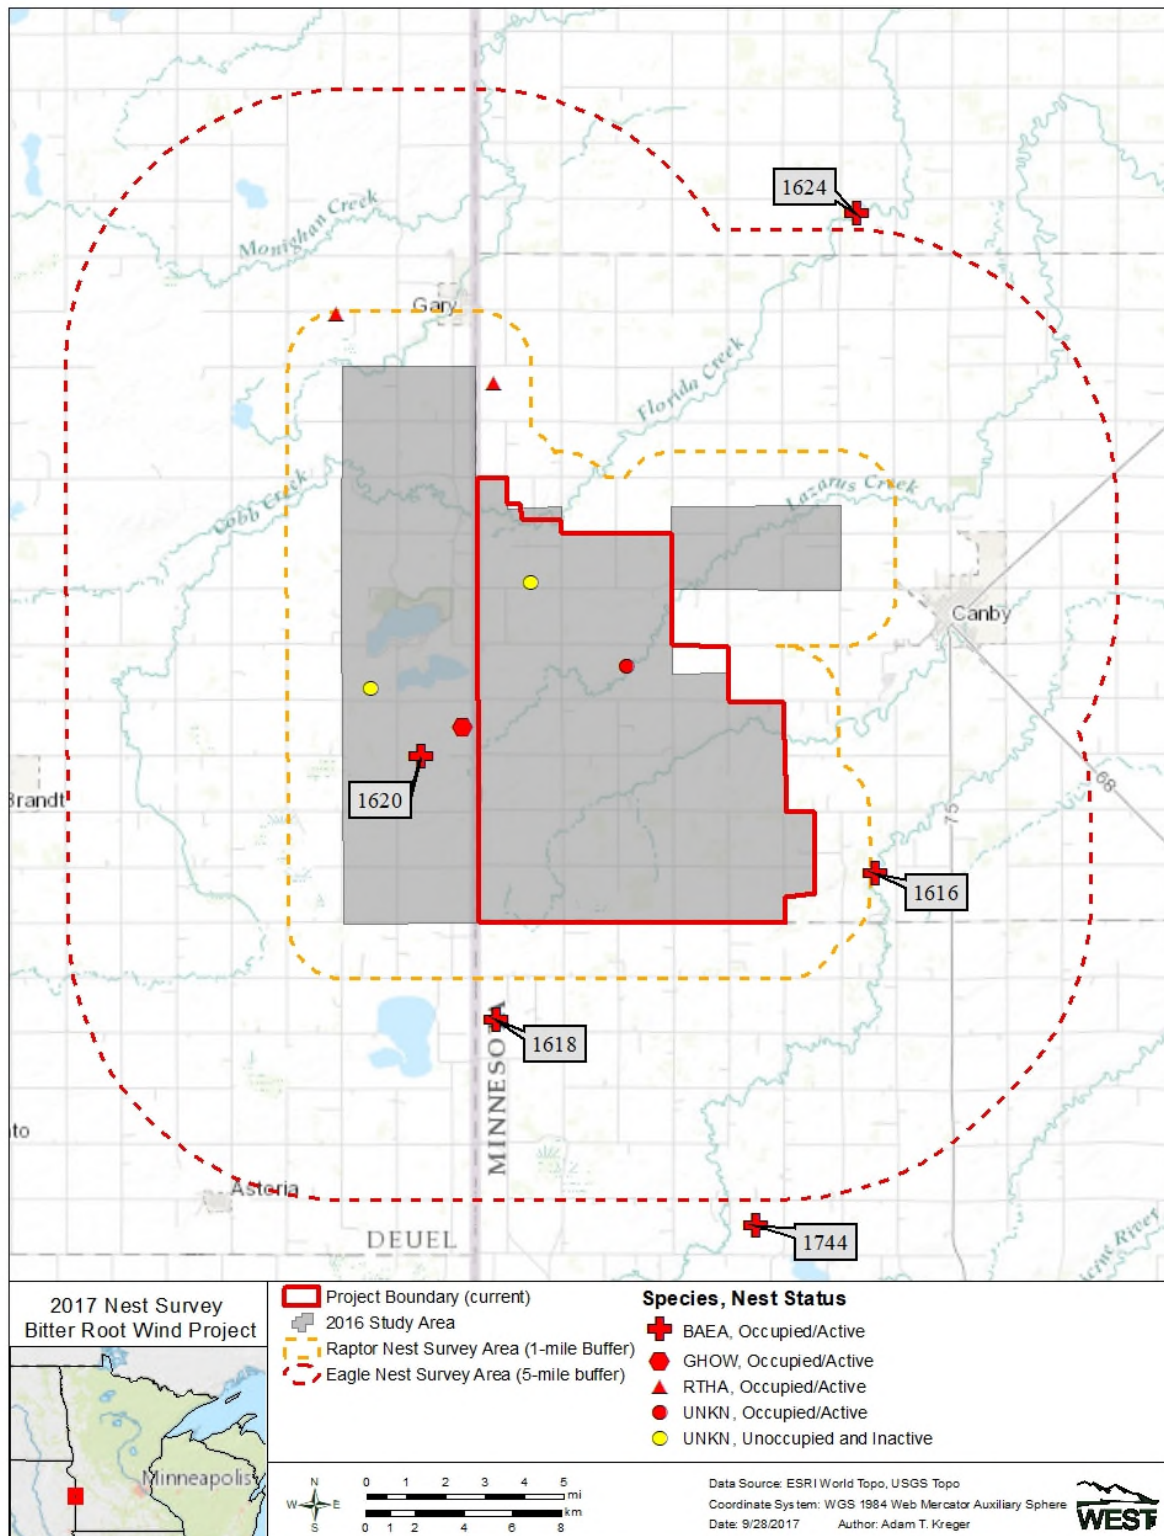 1624
Monighan Creek
Gary
Florida Creek
Lazarus Creek
Cobb Creek
Canby
1620
Brandt
68
75
1616
1618
MINNESOTA
Astoria
DEUEL
1744
2017 Nest Survey
Bitter Root Wind Project
Minneapolis
Project Boundary (current)
2016 Study Area
Raptor Nest Survey Area (1-mile Buffer)
Eagle Nest Survey Area (5-mile buffer)
Species, Nest Status
BAEA, Occupied/Active
GHOW, Occupied/Active
RTHA, Occupied/Active
UNKN, Occupied/Active
UNKN, Unoccupied and Inactive
N
W E
S
0 1 2 3 4 5
mi
km
0 1 2 4 6 8
Data Source: ESRI World Topo, USGS Topo
Coordinate System: WGS 1984 Web Mercator Auxiliary Sphere
Date: 9/28/2017 Author: Adam T. Kreger
WEST